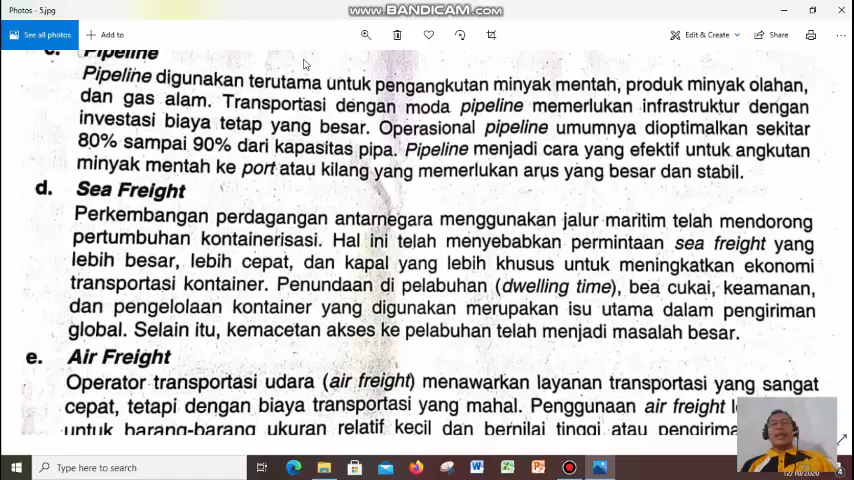 Photos - 5.jpg
WWW.BANDICAM.COM
See all photos
Add to
Edit & Create
Share
c. Pipeline
Pipeline digunakan terutama untuk pengangkutan minyak mentah, produk minyak olahan,
dan gas alam. Transportasi dengan moda pipeline memerlukan infrastruktur dengan
investasi biaya tetap yang besar. Operasional pipeline umumnya dioptimalkan sekitar
80% sampai 90% dari kapasitas pipa. Pipeline menjadi cara yang efektif untuk angkutan
minyak mentah ke port atau kilang yang memerlukan arus yang besar dan stabil.
d. Sea Freight
Perkembangan perdagangan antarnegara menggunakan jalur maritim telah mendorong
pertumbuhan kontainerisasi. Hal ini telah menyebabkan permintaan sea freight yang
lebih besar, lebih cepat, dan kapal yang lebih khusus untuk meningkatkan ekonomi
transportasi kontainer. Penundaan di pelabuhan (dwelling time), bea cukai, keamanan,
dan pengelolaan kontainer yang digunakan merupakan isu utama dalam pengiriman
global. Selain itu, kemacetan akses ke pelabuhan telah menjadi masalah besar.
e. Air Freight
Operator transportasi udara (air freight) menawarkan layanan transportasi yang sangat
cepat, tetapi dengan biaya transportasi yang mahal. Penggunaan air freight
untuk barang-barang ukuran relatif kecil dan bernilai tinggi atau
Type here to search